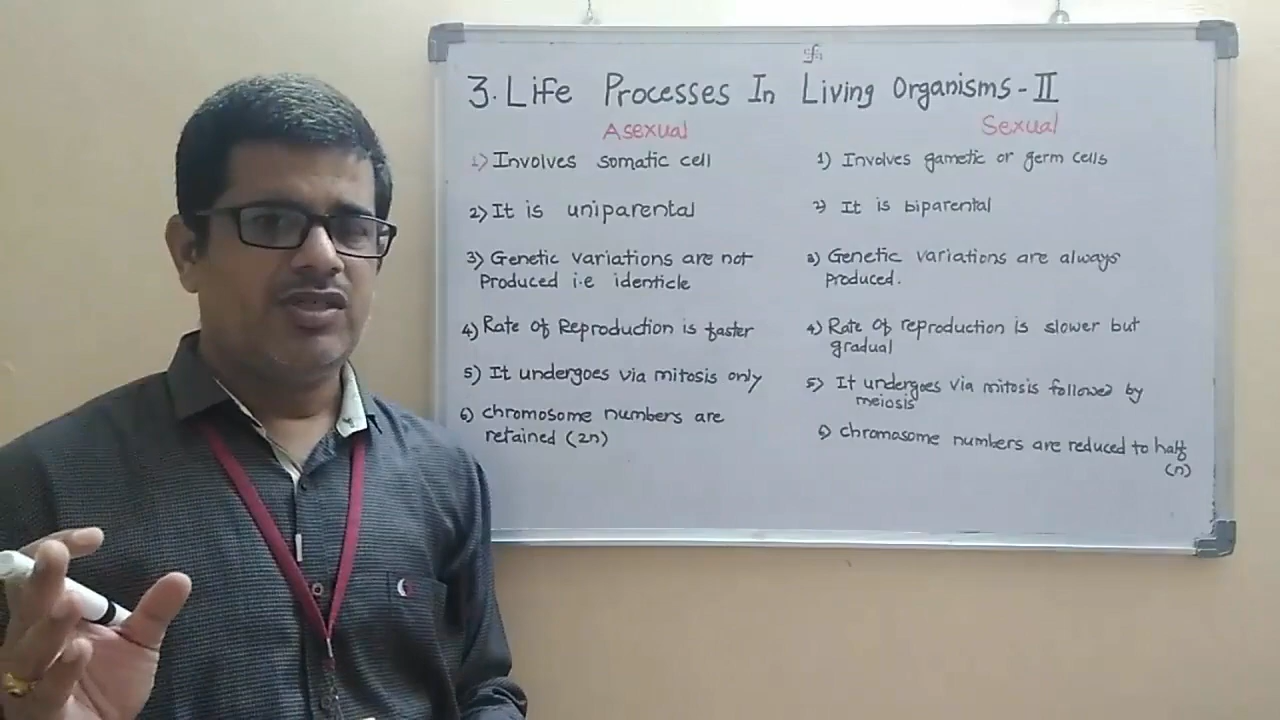 3. Life Processes In Living Organisms - II
Asexual
1) Involves somatic cell
2) It is uniparental
3) Genetic variations are not
Produced i.e identicle
4) Rate of Reproduction is faster
5) It undergoes via mitosis only
6) chromosome numbers are
retained (2n)
Sexual
1) Involves gametic or germ cells
2) It is biparental
3) Genetic variations are always
Produced.
4) Rate of reproduction is slower but
gradual
5) It undergoes via mitosis followed by
meiosis
6) chromasome numbers are reduced to half
(n)